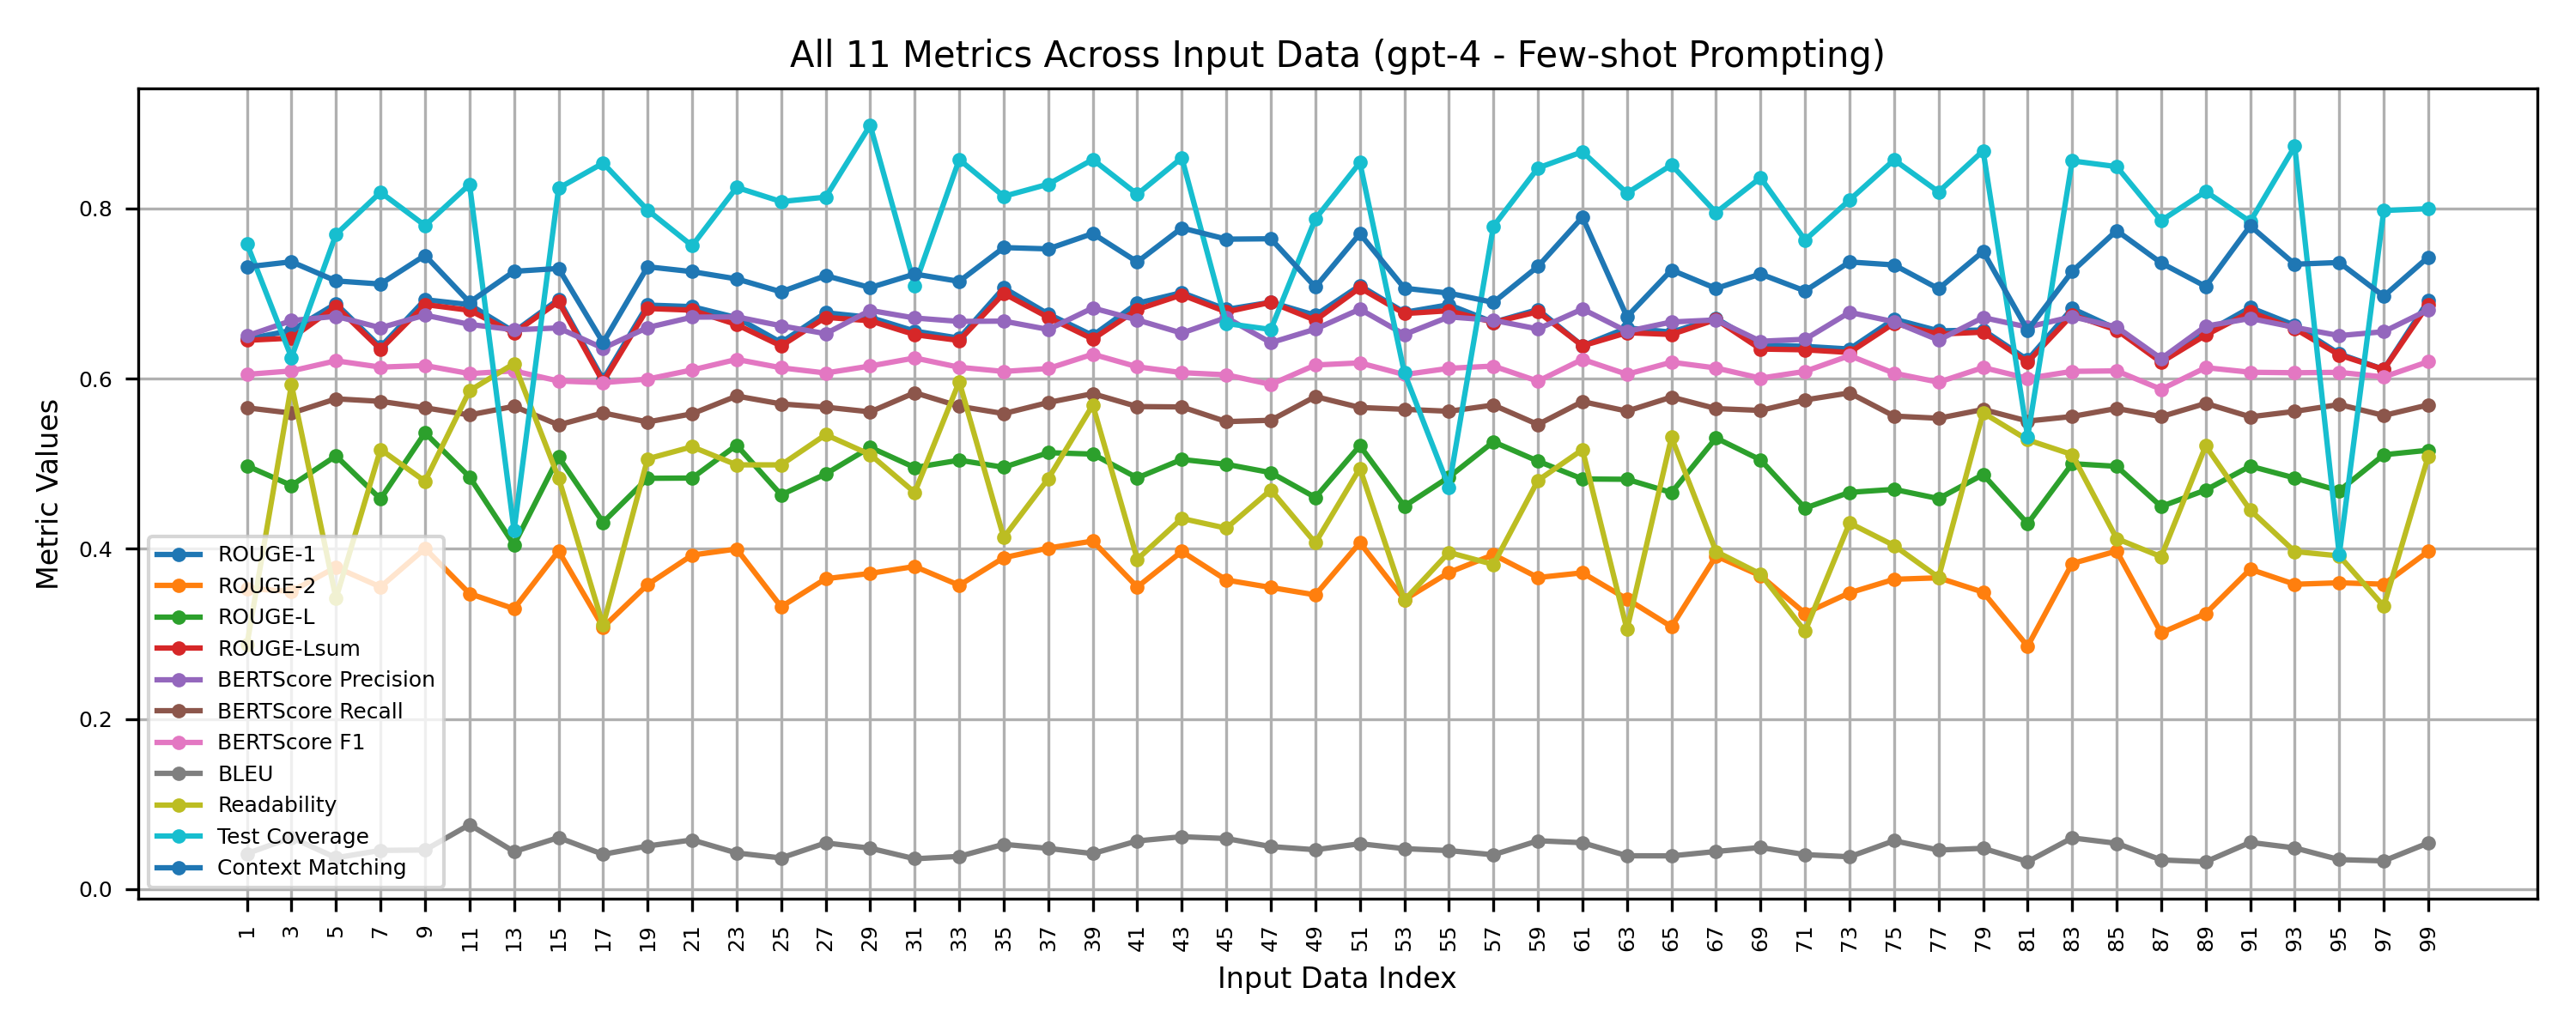 All 11 Metrics Across Input Data (gpt-4 - Few-shot Prompting)
Metric Values
0.8
0.6
0.4
0.2
0.0
ROUGE-1
ROUGE-2
ROUGE-L
ROUGE-Lsum
BERTScore Precision
BERTScore Recall
BERTScore F1
BLEU
Readability
Test Coverage
Context Matching
1 3 5 7 9 11 13 15 17 19 21 23 25 27 29 31 33 35 37 39 41 43 45 47 49 51 53 55 57 59 61 63 65 67 69 71 73 75 77 79 81 83 85 87 89 91 93 95 97 99
Input Data Index